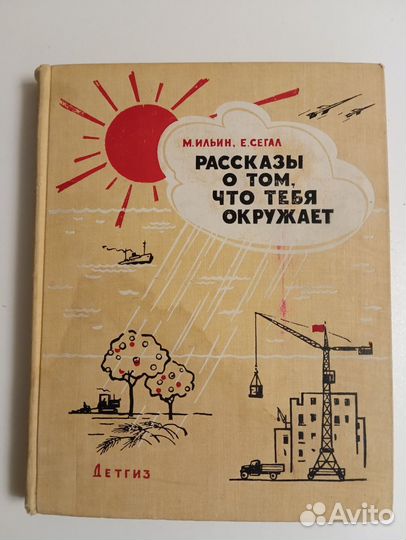 М. ИЛЬИН, Е. СЕГАЛ
РАССКАЗЫ
О ТОМ,
ЧТО ТЕБЯ
ОКРУЖАЕТ
ДЕТГИЗ
Avito